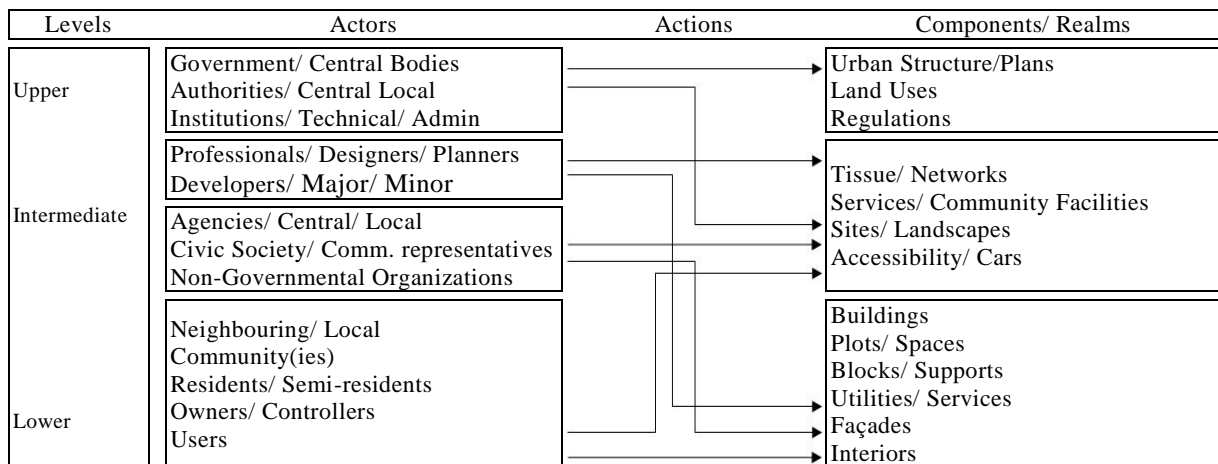 Levels Actors Actions Components/ Realms
Upper
Government/ Central Bodies
Authorities/ Central Local
Institutions/ Technical/ Admin
Urban Structure/Plans
Land Uses
Regulations
Intermediate
Professionals/ Designers/ Planners
Developers/ Major/ Minor
Agencies/ Central/ Local
Civic Society/ Comm. representatives
Non-Governmental Organizations
Tissue/ Networks
Services/ Community Facilities
Sites/ Landscapes
Accessibility/ Cars
Lower
Neighbouring/ Local
Community(ies)
Residents/ Semi-residents
Owners/ Controllers
Users
Buildings
Plots/ Spaces
Blocks/ Supports
Utilities/ Services
Façades
Interiors